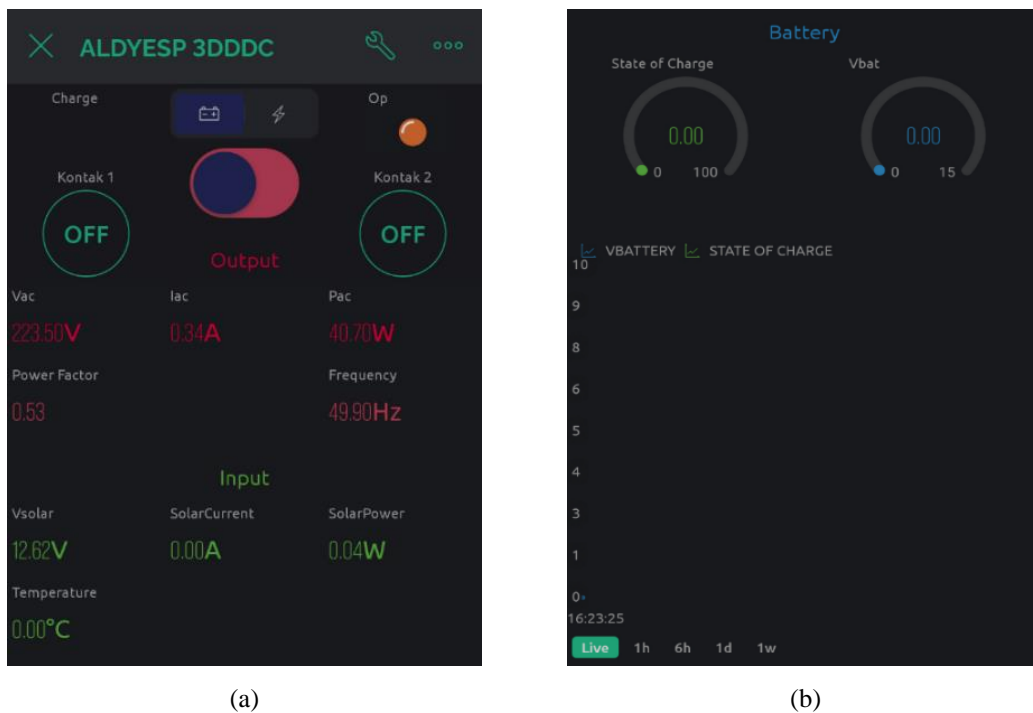 ALDYESP 3DDDC
Charge
Op
Kontak 1
Kontak 2
OFF
OFF
Output
Vac
Iac
Pac
223.50V
0.34A
40.70W
Power Factor
Frequency
0.53
49.90Hz
Input
Vsolar
SolarCurrent
SolarPower
12.62V
0.00A
0.04W
Temperature
0.00°C
(a)
Battery
State of Charge
Vbat
0.00
0.00
0
100
0
15
VBATTERY
STATE OF CHARGE
10
9
8
6
5
4
3
1
0
16:23:25
Live
1h
6h
1d
1w
(b)